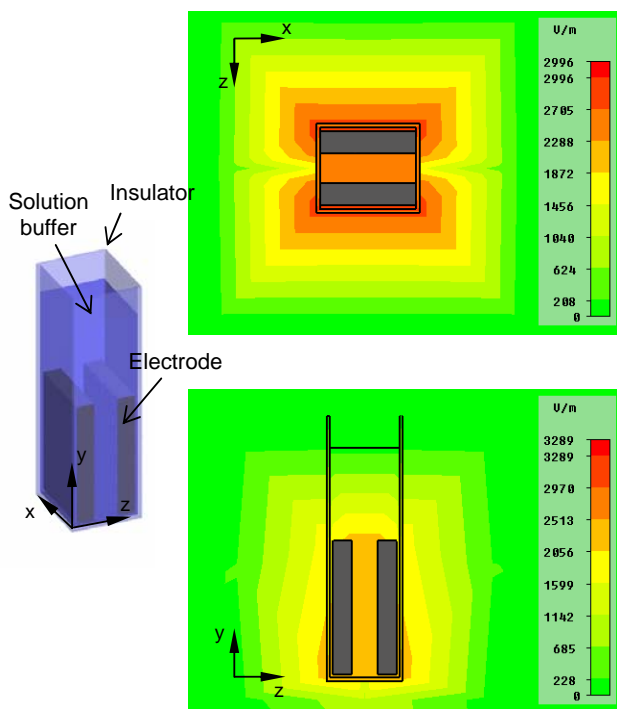 V/m
x
z
2996
2996
2705
2288
1872
1456
1040
624
208
0
Insulator
Solution
buffer
Electrode
y
x
z
V/m
3289
3289
2970
2513
2056
1599
1142
685
228
0
y
z